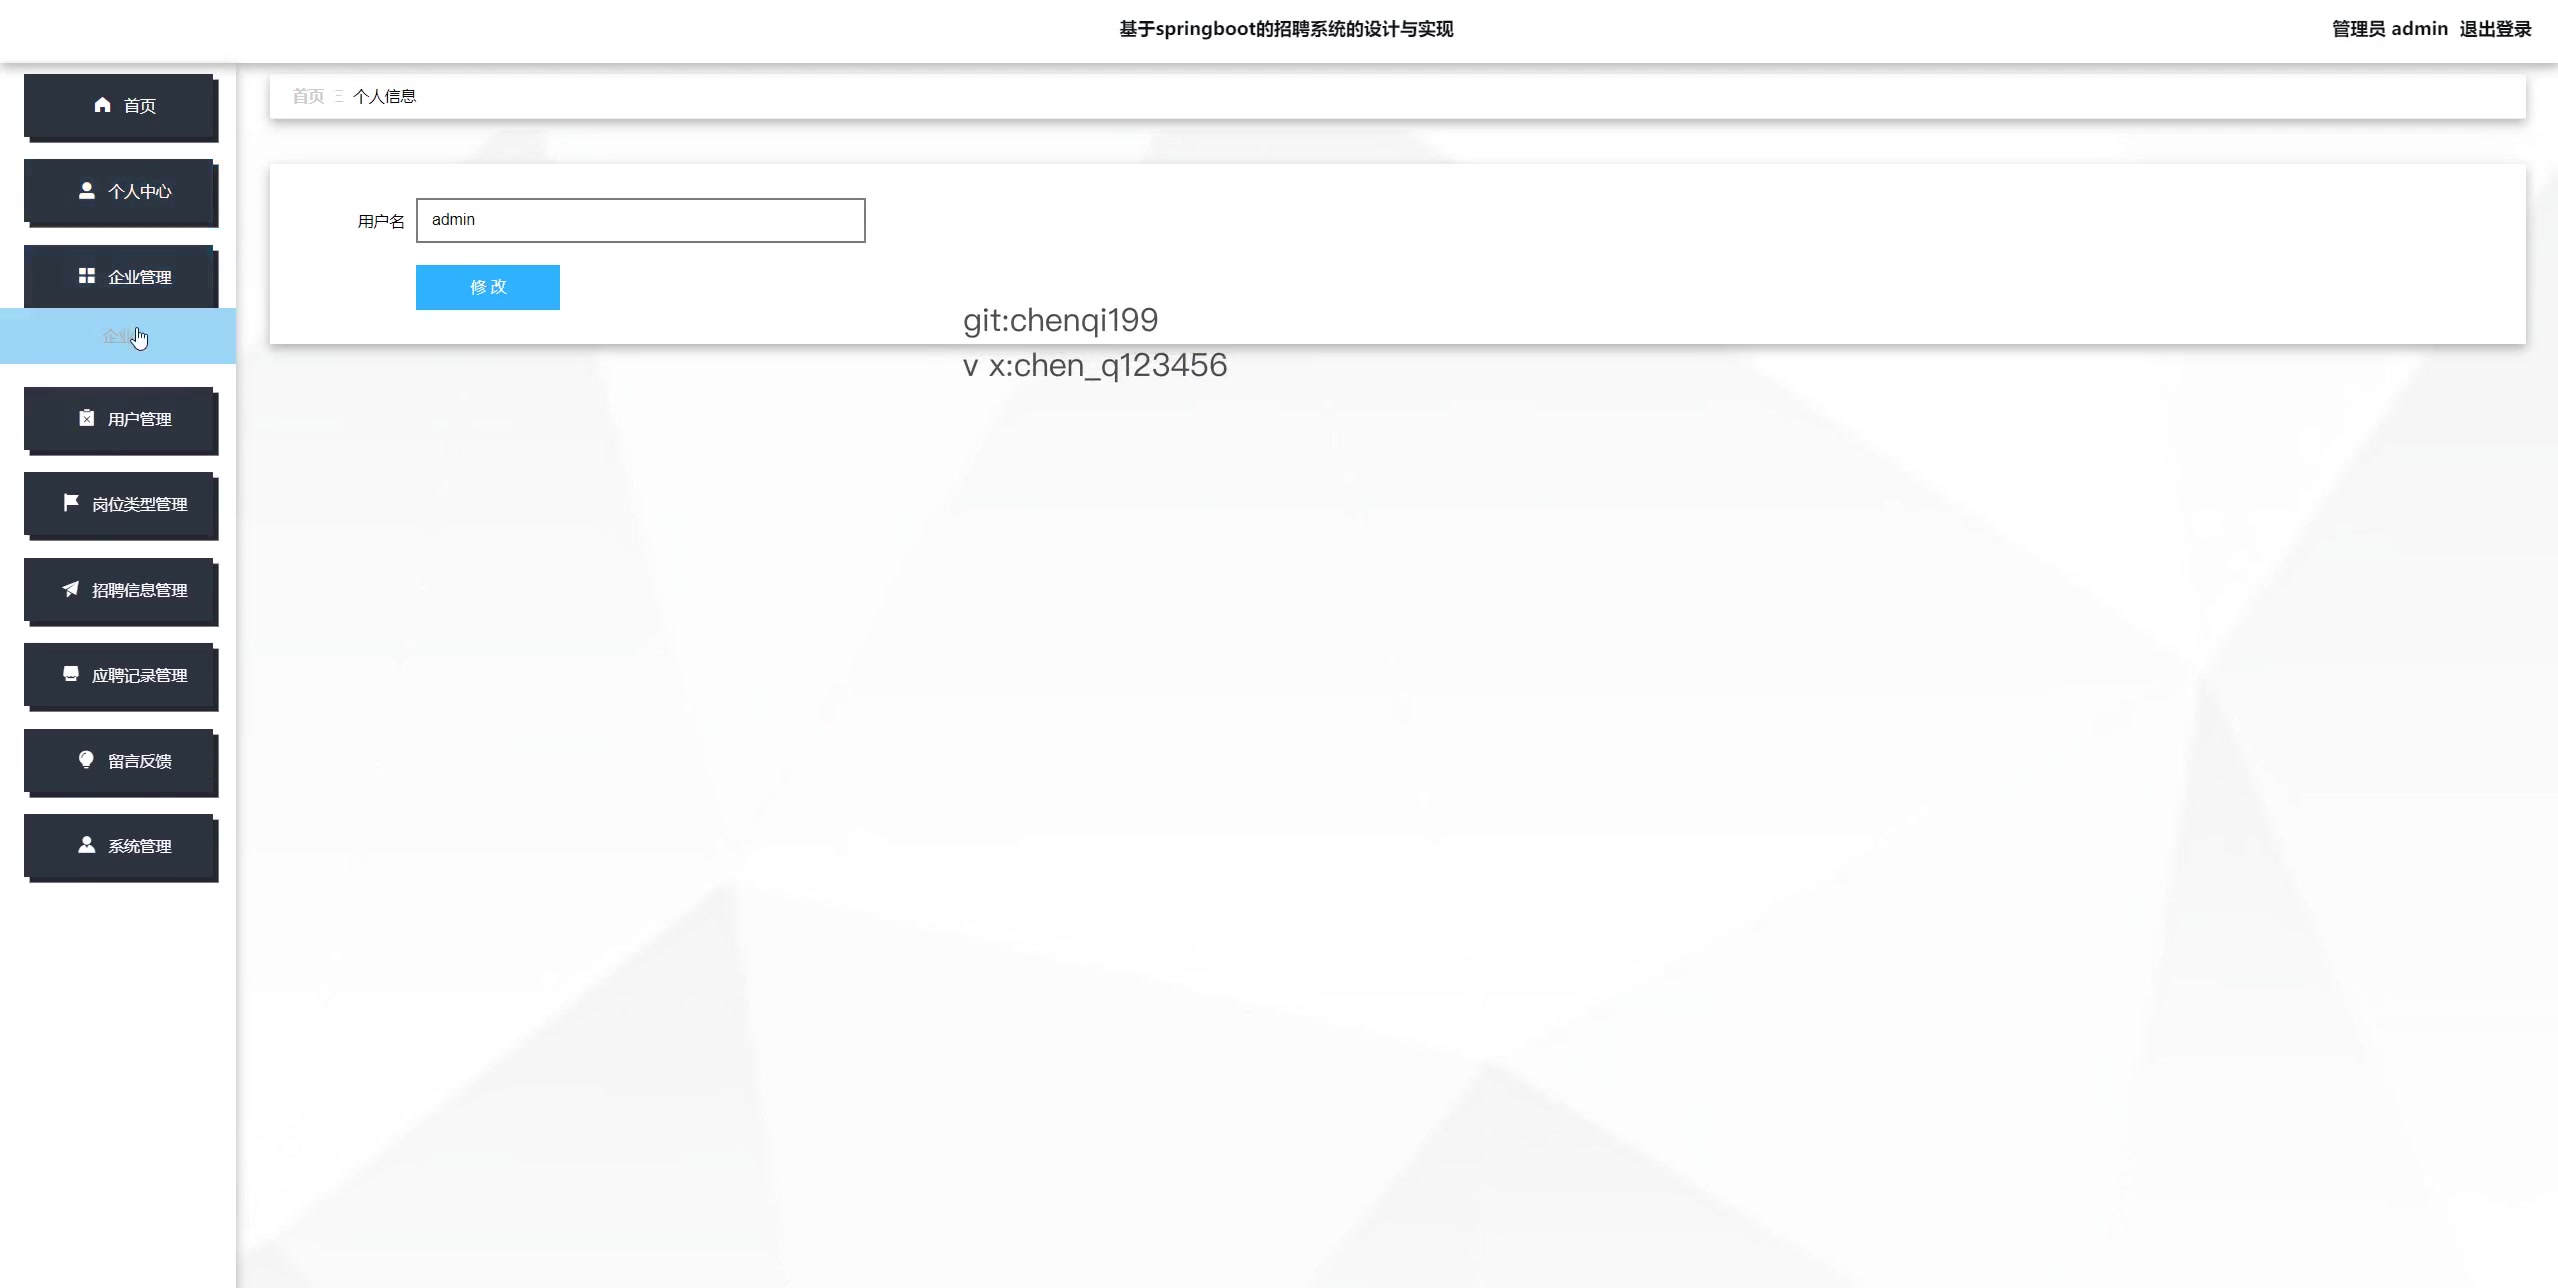 基于springboot的招聘系统的设计与实现
管理员 admin 退出登录
首页
个人中心
企业管理
企业
用户管理
岗位类型管理
招聘信息管理
应聘记录管理
留言反馈
系统管理
首页 Ξ 个人信息
用户名 admin
修 改
git:chenqi199
v x:chen_q123456